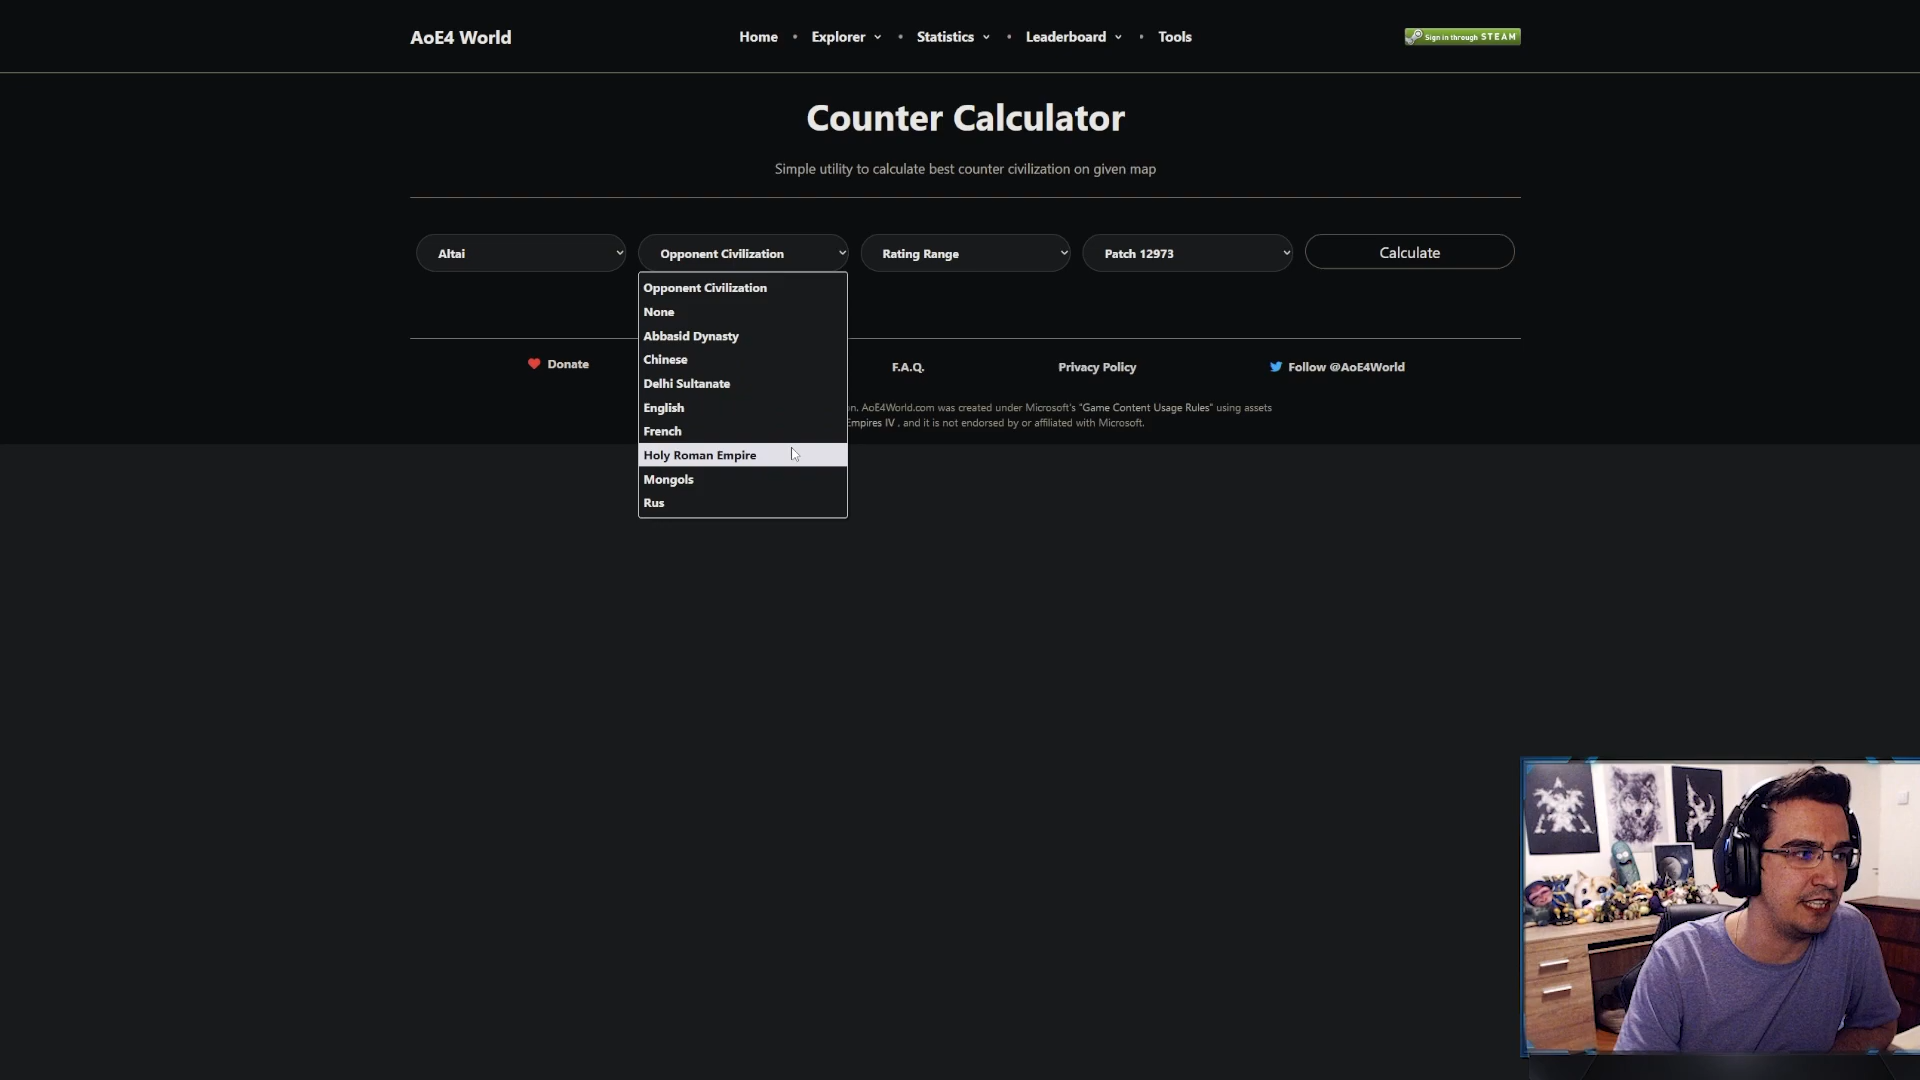 AoE4 World
Home • Explorer • Statistics • Leaderboard • Tools
Sign in through STEAM
Counter Calculator
Simple utility to calculate best counter civilization on given map
Altai
Opponent Civilization
Rating Range
Patch 12973
Calculate
Opponent Civilization
None
Abbasid Dynasty
Chinese
Delhi Sultanate
English
French
Holy Roman Empire
Mongols
Rus
Donate
F.A.Q.
Privacy Policy
Follow @AoE4World
AoE4World.com was created under Microsoft's "Game Content Usage Rules" using assets
Empires IV , and it is not endorsed by or affiliated with Microsoft.